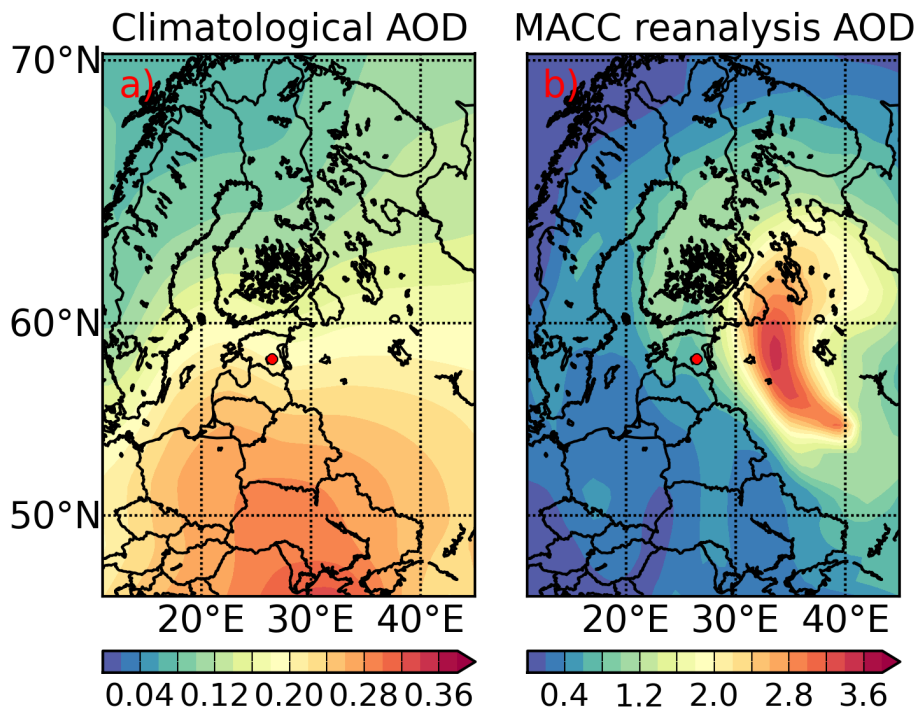 Climatological AOD
MACC reanalysis AOD
a)
b)
70°N
60°N
50°N
20°E 30°E 40°E
20°E 30°E 40°E
0.04 0.12 0.20 0.28 0.36
0.4 1.2 2.0 2.8 3.6